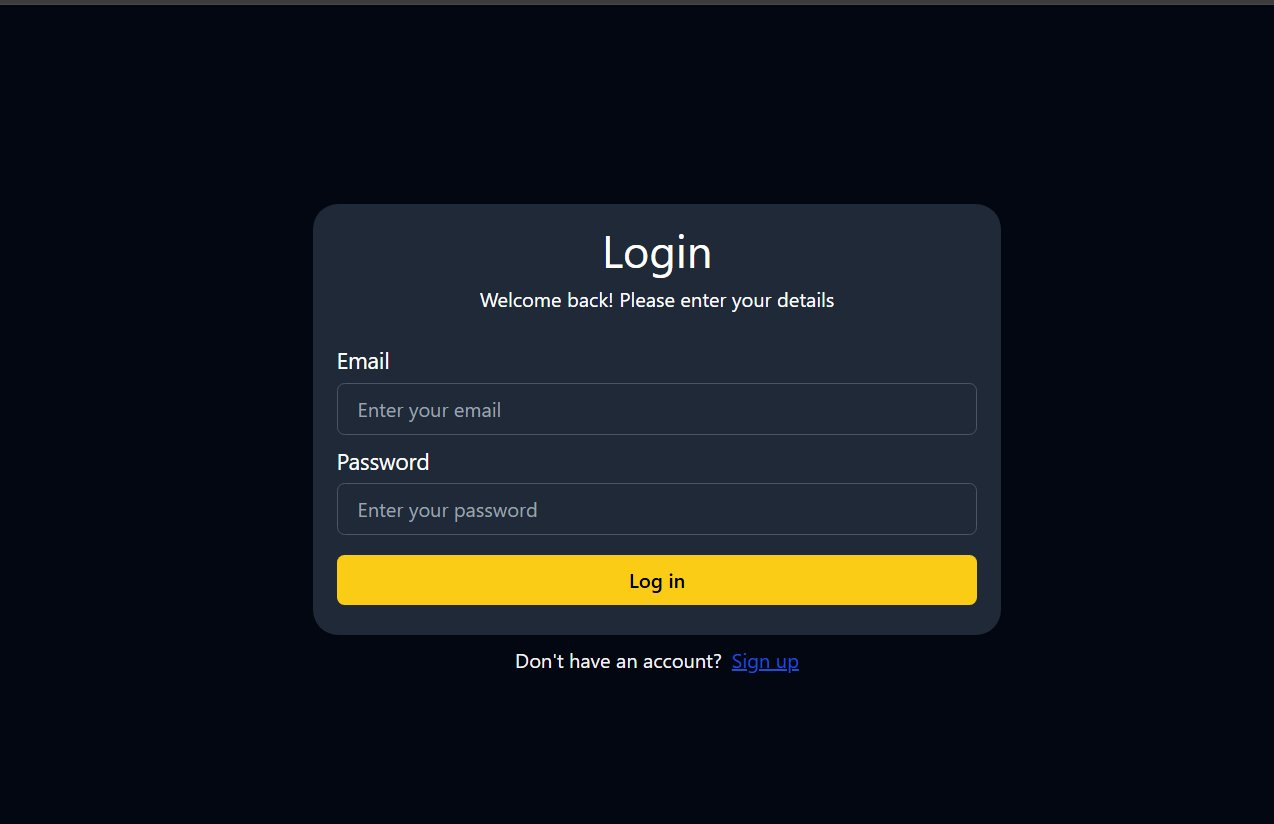 Login
Welcome back! Please enter your details
Email
Enter your email
Password
Enter your password
Log in
Don't have an account? Sign up